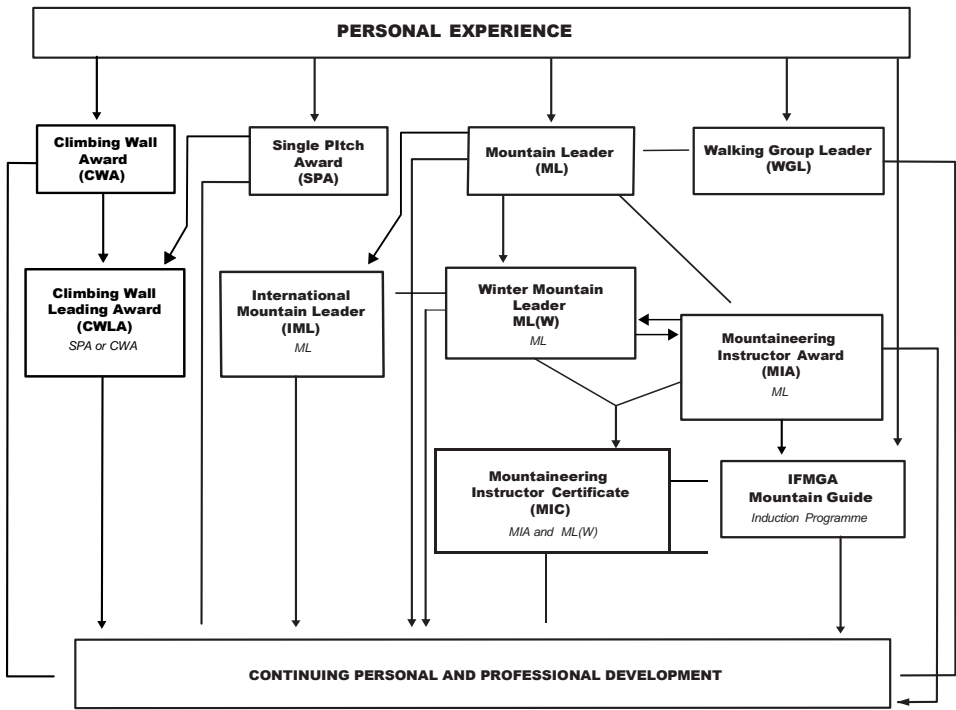 PERSONAL EXPERIENCE
Climbing Wall
Award
(CWA)
Single PItch
Award
(SPA)
Mountain Leader
(ML)
Walking Group Leader
(WGL)
Climbing Wall
Leading Award
(CWLA)
SPA or CWA
International
Mountain Leader
(IML)
ML
Winter Mountain
Leader
ML(W)
ML
Mountaineering
Instructor Award
(MIA)
ML
Mountaineering
Instructor Certificate
(MIC)
MIA and ML(W)
IFMGA
Mountain Guide
Induction Programme
CONTINUING PERSONAL AND PROFESSIONAL DEVELOPMENT